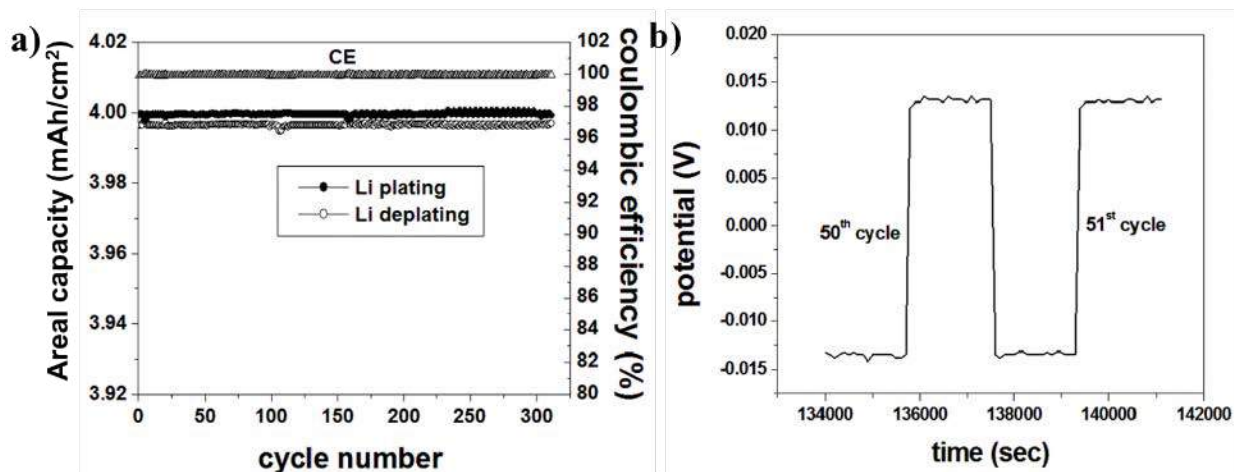 a)
Areal capacity (mAh/cm²)
4.02
4.00
3.98
3.96
3.94
3.92
CE
Li plating
Li deplating
0 50 100 150 200 250 300
cycle number
102
100
98
96
94
92
90
88
86
84
82
80
coulombic efficiency (%)
b)
potential (V)
0.020
0.015
0.010
0.005
0.000
-0.005
-0.010
-0.015
50th cycle
51st cycle
134000 136000 138000 140000 142000
time (sec)